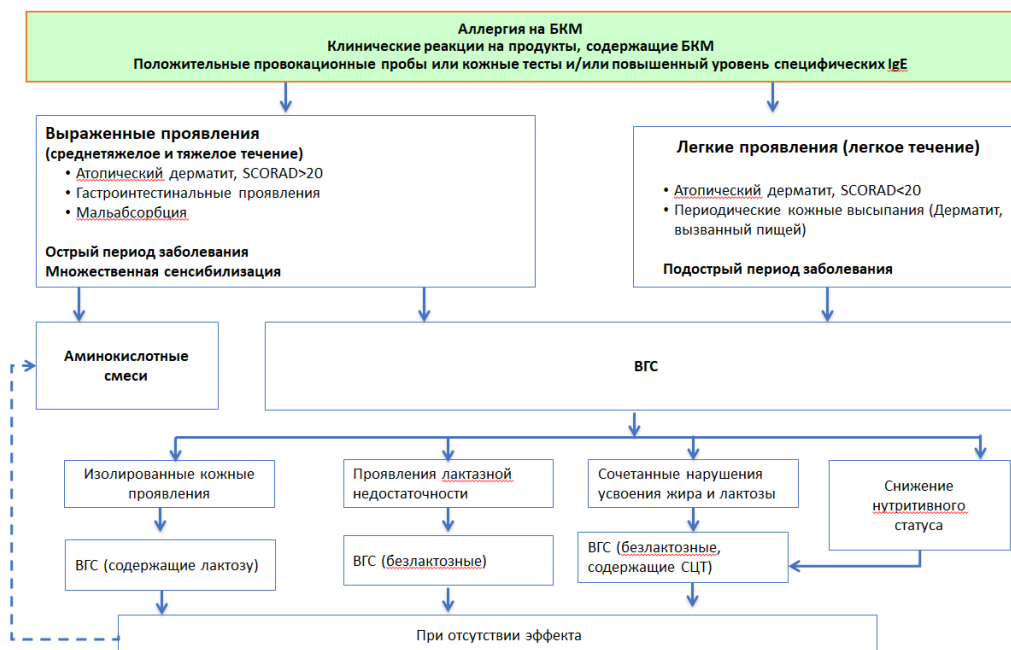 Аллергия на БКМ
Клинические реакции на продукты, содержащие БКМ
Положительные провокационные пробы или кожные тесты и/или повышенный уровень специфических IgE
Выраженные проявления
(среднетяжелое и тяжелое течение)
• Атопический дерматит, SCORAD>20
• Гастроинтестинальные проявления
• Мальабсорбция
Острый период заболевания
Множественная сенсибилизация
Легкие проявления (легкое течение)
• Атопический дерматит, SCORAD<20
• Периодические кожные высыпания (Дерматит,
вызванный пищей)
Подострый период заболевания
Аминокислотные
смеси
ВГС
Изолированные кожные
проявления
Проявления лактазной
недостаточности
Сочетанные нарушения
усвоения жира и лактозы
Снижение
нутритивного
статуса
ВГС (содержащие лактозу)
ВГС (безлактозные)
ВГС (безлактозные,
содержащие СЦТ)
При отсутствии эффекта